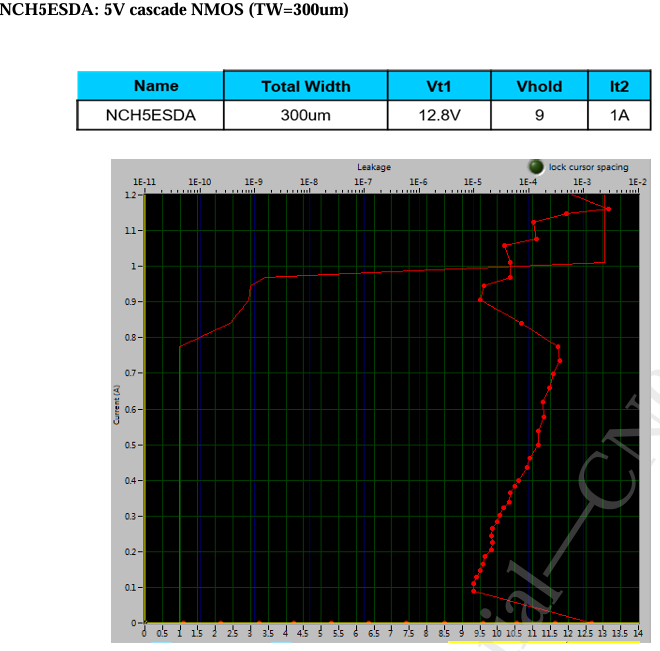 NCH5ESDA: 5V cascade NMOS (TW=300um)
Name Total Width Vt1 Vhold It2
NCH5ESDA 300um 12.8V 9 1A
Leakage lock cursor spacing
1E-11 1E-10 1E-9 1E-8 1E-7 1E-6 1E-5 1E-4 1E-3 1E-2
1.2
1.1
1
0.9
0.8
0.7
0.6
0.5
0.4
0.3
0.2
0.1
0
Current (A)
0 0.5 1 1.5 2 2.5 3 3.5 4 4.5 5 5.5 6 6.5 7 7.5 8 8.5 9 9.5 10 10.5 11 11.5 12 12.5 13 13.5 14